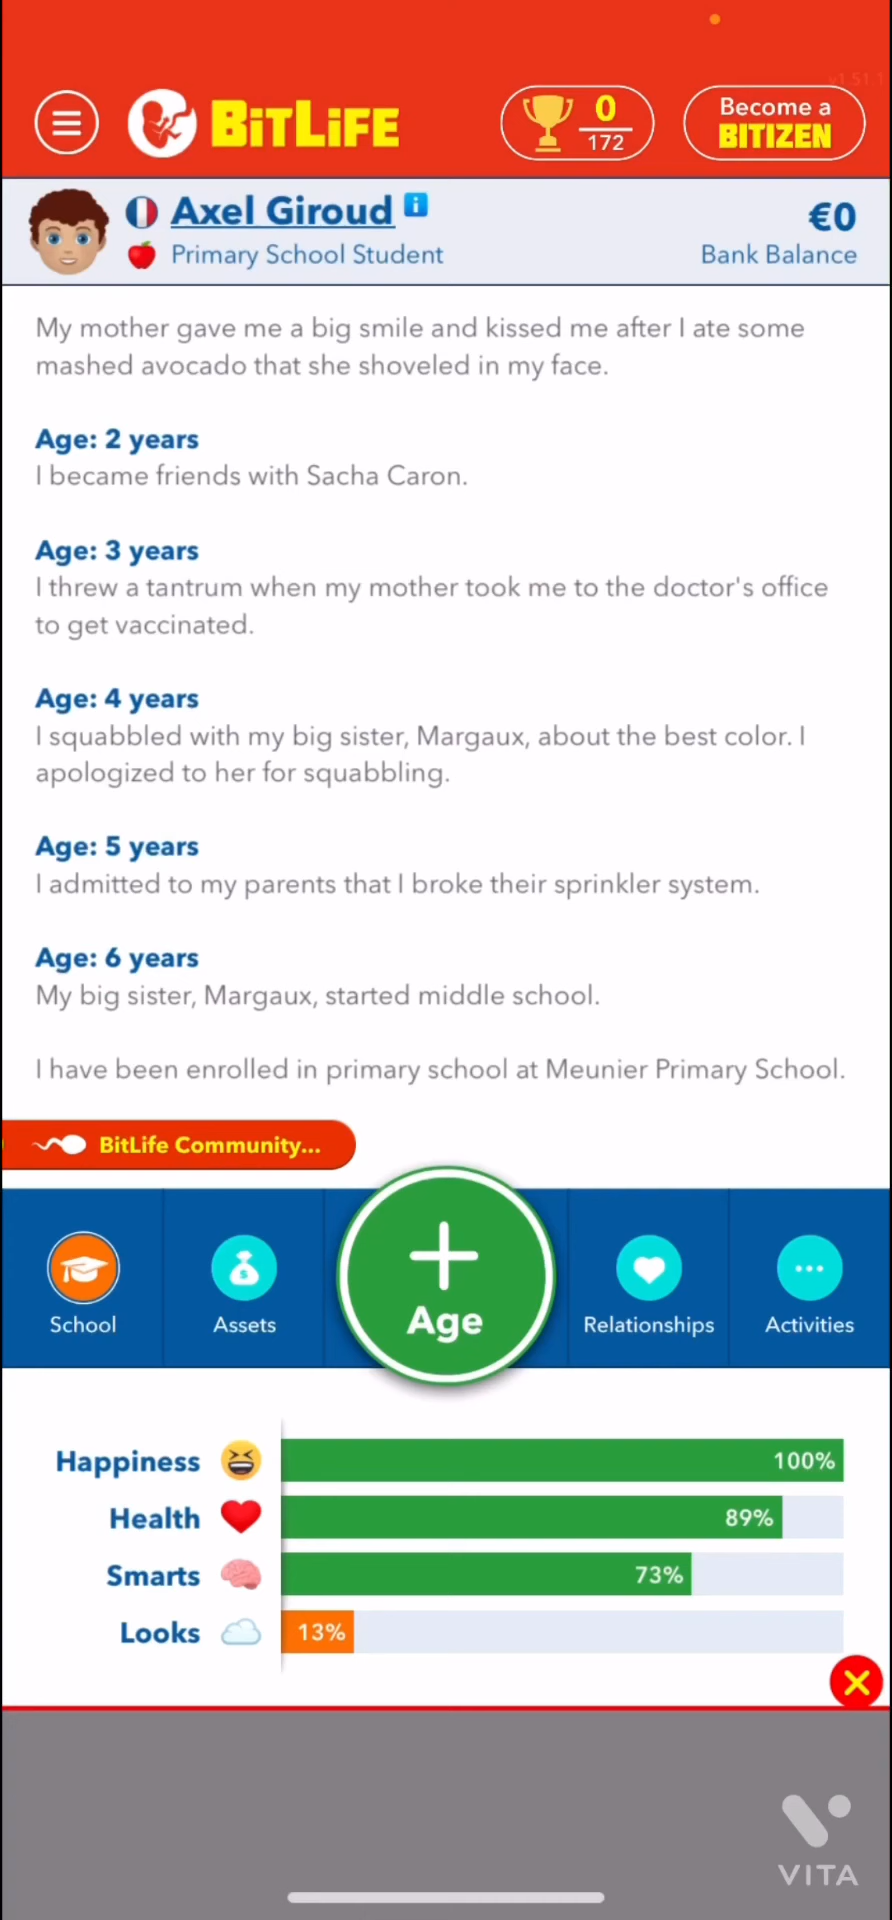 v1.51.1
BITLIFE
0
172
Become a
BITIZEN
Axel Giroud
€0
Primary School Student
Bank Balance
My mother gave me a big smile and kissed me after I ate some
mashed avocado that she shoveled in my face.
Age: 2 years
I became friends with Sacha Caron.
Age: 3 years
I threw a tantrum when my mother took me to the doctor's office
to get vaccinated.
Age: 4 years
I squabbled with my big sister, Margaux, about the best color. I
apologized to her for squabbling.
Age: 5 years
I admitted to my parents that I broke their sprinkler system.
Age: 6 years
My big sister, Margaux, started middle school.
I have been enrolled in primary school at Meunier Primary School.
BitLife Community...
School
Assets
Age
Relationships
Activities
Happiness 100%
Health 89%
Smarts 73%
Looks 13%
VITA